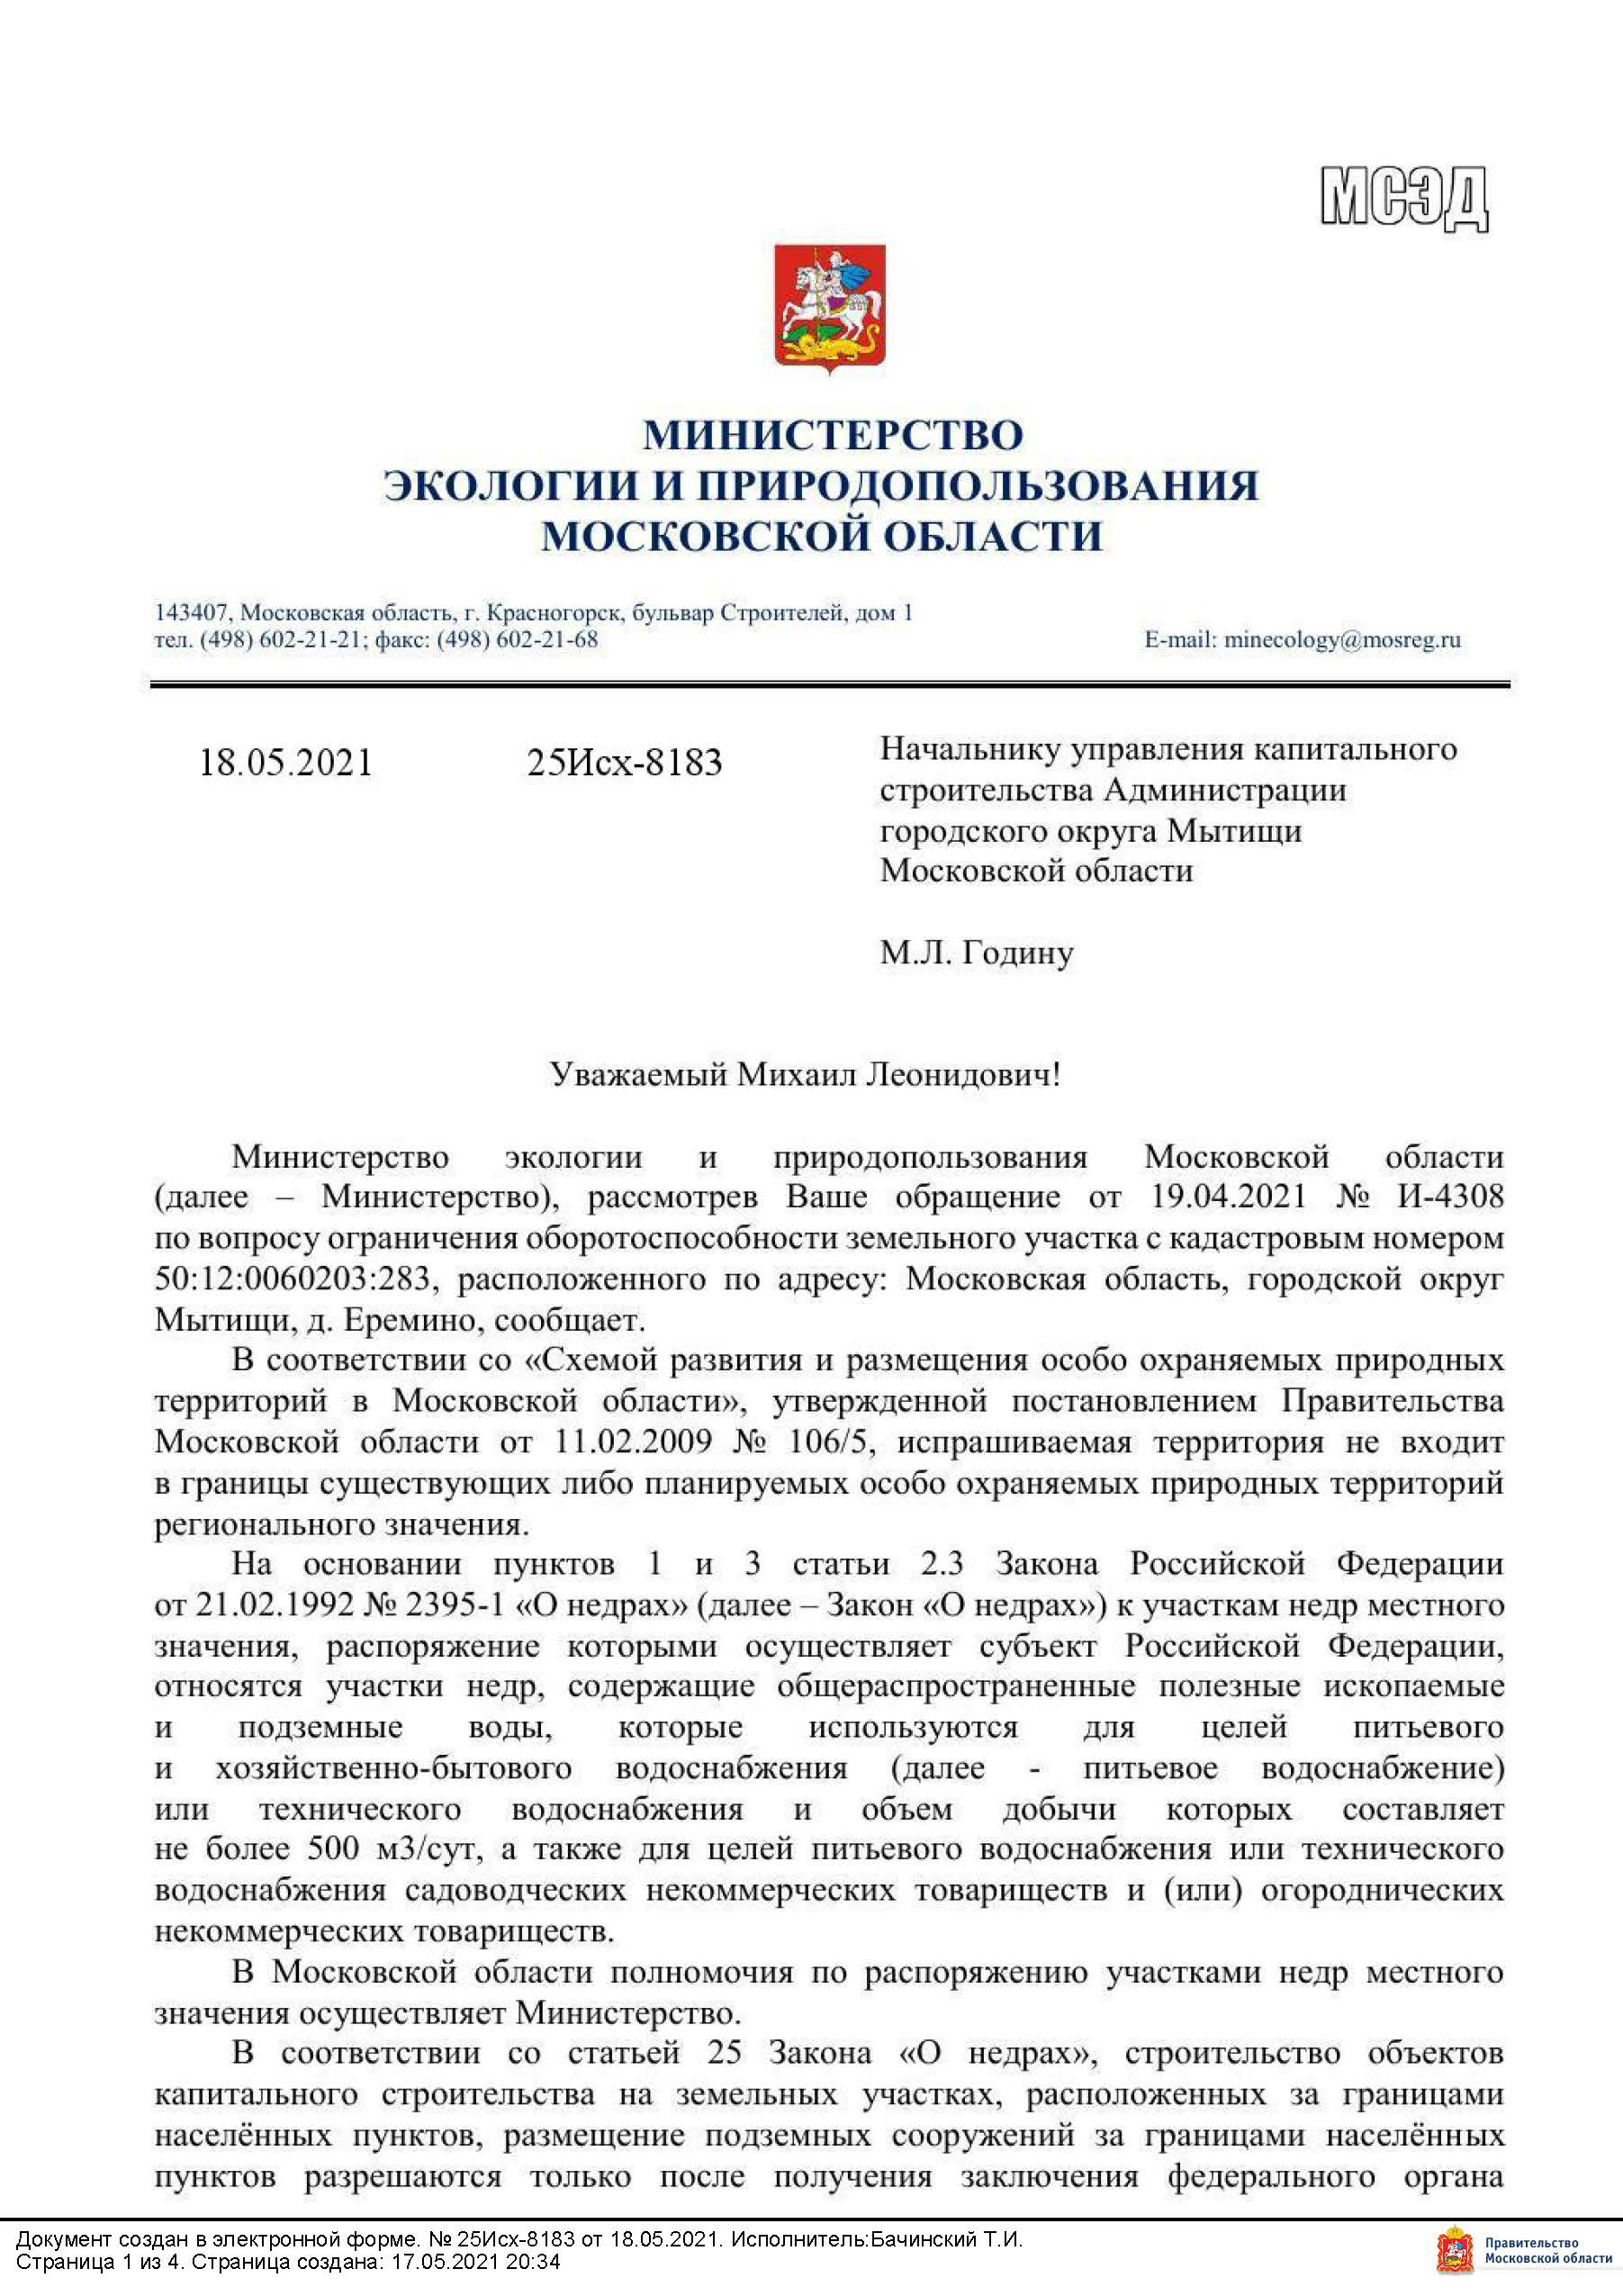 МСЭД
МИНИСТЕРСТВО
ЭКОЛОГИИ И ПРИРОДОПОЛЬЗОВАНИЯ
МОСКОВСКОЙ ОБЛАСТИ
143407, Московская область, г. Красногорск, бульвар Строителей, дом 1
тел. (498) 602-21-21; факс: (498) 602-21-68
E-mail: minecology@mosreg.ru
18.05.2021
25Исх-8183
Начальнику управления капитального
строительства Администрации
городского округа Мытищи
Московской области
М.Л. Годину
Уважаемый Михаил Леонидович!
Министерство экологии и природопользования Московской области
(далее – Министерство), рассмотрев Ваше обращение от 19.04.2021 № И-4308
по вопросу ограничения оборотоспособности земельного участка с кадастровым номером
50:12:0060203:283, расположенного по адресу: Московская область, городской округ
Мытищи, д. Еремино, сообщает.
В соответствии со «Схемой развития и размещения особо охраняемых природных
территорий в Московской области», утвержденной постановлением Правительства
Московской области от 11.02.2009 № 106/5, испрашиваемая территория не входит
в границы существующих либо планируемых особо охраняемых природных территорий
регионального значения.
На основании пунктов 1 и 3 статьи 2.3 Закона Российской Федерации
от 21.02.1992 № 2395-1 «О недрах» (далее – Закон «О недрах») к участкам недр местного
значения, распоряжение которыми осуществляет субъект Российской Федерации,
относятся участки недр, содержащие общераспространенные полезные ископаемые
и подземные воды, которые используются для целей питьевого
и хозяйственно-бытового водоснабжения (далее - питьевое водоснабжение)
или технического водоснабжения и объем добычи которых составляет
не более 500 м3/сут, а также для целей питьевого водоснабжения или технического
водоснабжения садоводческих некоммерческих товариществ и (или) огороднических
некоммерческих товариществ.
В Московской области полномочия по распоряжению участками недр местного
значения осуществляет Министерство.
В соответствии со статьей 25 Закона «О недрах», строительство объектов
капитального строительства на земельных участках, расположенных за границами
населённых пунктов, размещение подземных сооружений за границами населённых
пунктов разрешаются только после получения заключения федерального органа
Документ создан в электронной форме. № 25Исх-8183 от 18.05.2021. Исполнитель:Бачинский Т.И.
Страница 1 из 4. Страница создана: 17.05.2021 20:34
Правительство
Московской области